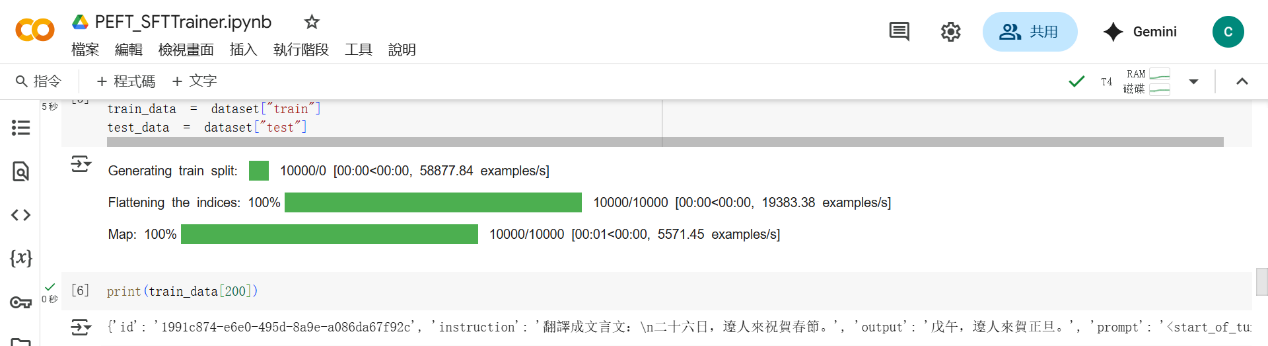 PEFT_SFTTrainer.ipynb
共用
Gemini
C
檔案 編輯 檢視畫面 插入 執行階段 工具 說明
指令 + 程式碼 + 文字
T4 RAM
磁碟
5 秒
train_data = dataset["train"]
test_data = dataset["test"]
Generating train split: 10000/0 [00:00<00:00, 58877.84 examples/s]
Flattening the indices: 100% 10000/10000 [00:00<00:00, 19383.38 examples/s]
Map: 100% 10000/10000 [00:01<00:00, 5571.45 examples/s]
{x}
0 秒
[6] print(train_data[200])
{'id': '1991c874-e6e0-495d-8a9e-a086da67f92c', 'instruction': '翻譯成文言文：\n二十六日，遼人來祝賀春節。', 'output': '戊午，遼人來賀正旦。', 'prompt': '<start_of_tu